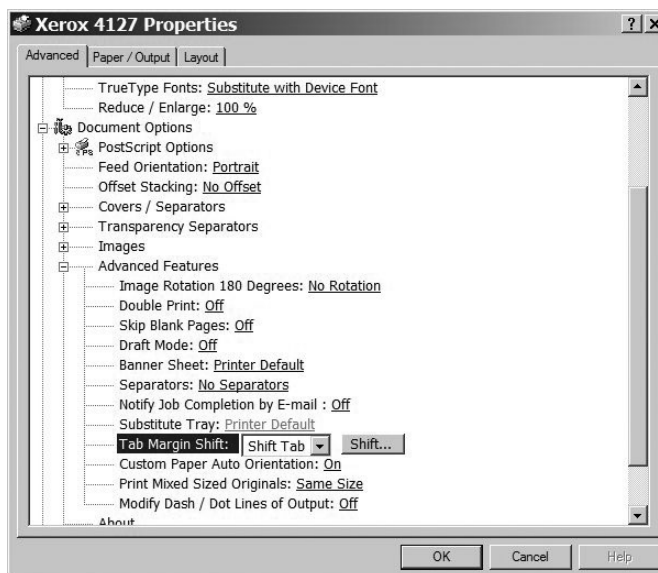 Xerox 4127 Properties
Advanced Paper / Output Layout
TrueType Fonts: Substitute with Device Font
Reduce / Enlarge: 100 %
Document Options
PostScript Options
Feed Orientation: Portrait
Offset Stacking: No Offset
Covers / Separators
Transparency Separators
Images
Advanced Features
Image Rotation 180 Degrees: No Rotation
Double Print: Off
Skip Blank Pages: Off
Draft Mode: Off
Banner Sheet: Printer Default
Separators: No Separators
Notify Job Completion by E-mail : Off
Substitute Tray: Printer Default
Tab Margin Shift: Shift Tab Shift...
Custom Paper Auto Orientation: On
Print Mixed Sized Originals: Same Size
Modify Dash / Dot Lines of Output: Off
About
OK Cancel Help